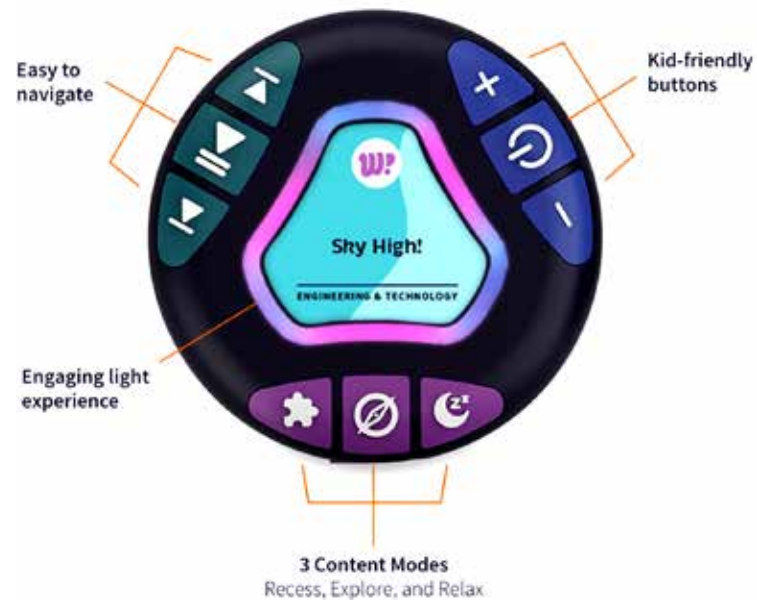 Easy to
navigate
Kid-friendly
buttons
W!?
Sky High!
ENGINEERING & TECHNOLOGY
Engaging light
experience
zz
3 Content Modes
Recess, Explore, and Relax